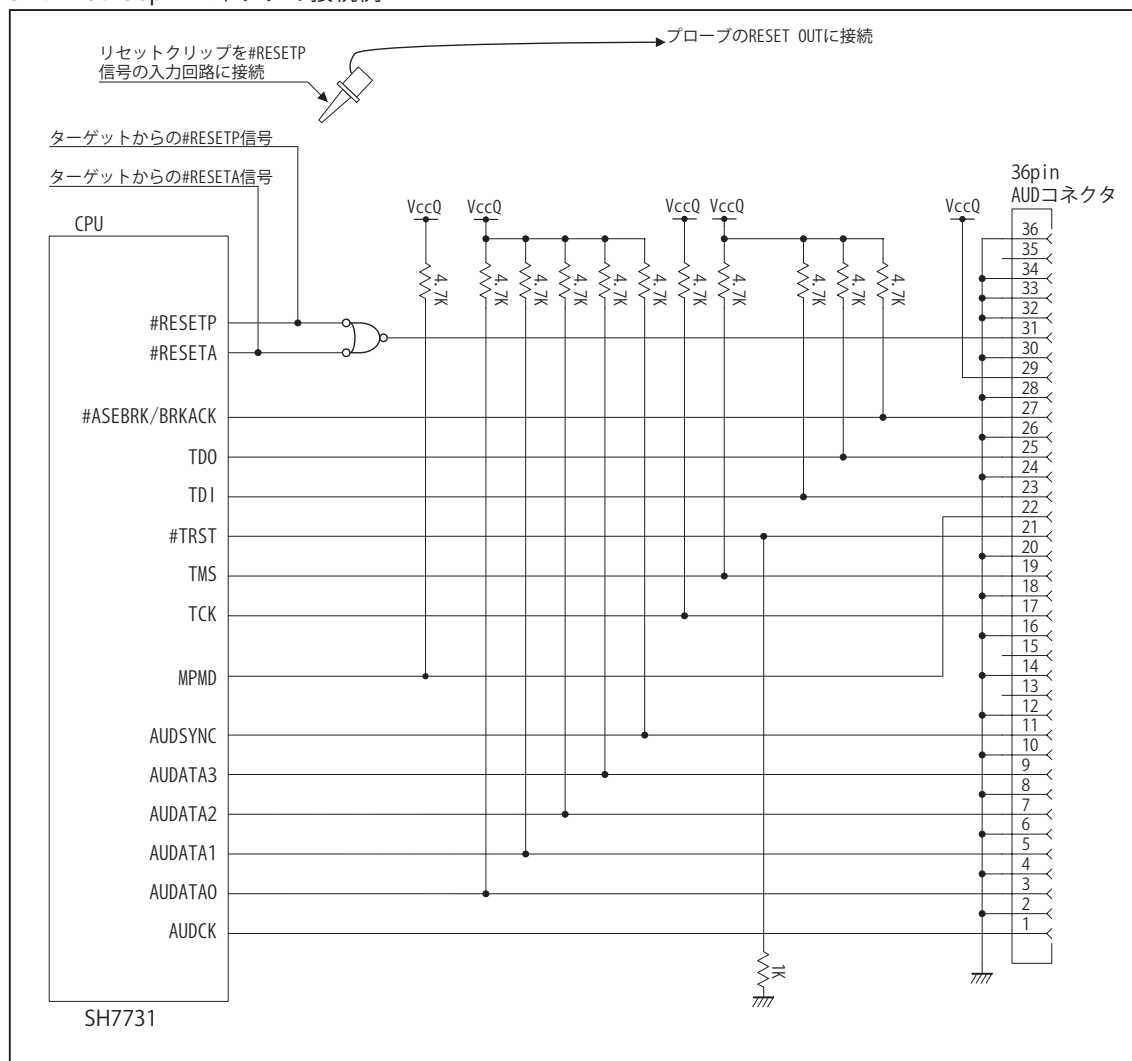 プローブのRESET OUTに接続
リセットクリップを#RESETP
信号の入力回路に接続
ターゲットからの#RESETP信号
ターゲットからの#RESETA信号
36pin
AUDコネクタ
CPU
VccQ
VccQ
VccQ
VccQ
VccQ
4.7K
4.7K
4.7K
4.7K
4.7K
4.7K
4.7K
4.7K
4.7K
4.7K
4.7K
#RESETP
#RESETA
#ASEBRK/BRKACK
TDO
TDI
#TRST
TMS
TCK
MPMD
AUDSYNC
AUDATA3
AUDATA2
AUDATA1
AUDATA0
AUDCK
36
35
34
33
32
31
30
29
28
27
26
25
24
23
22
21
20
19
18
17
16
15
14
13
12
11
10
9
8
7
6
5
4
3
2
1
1K
SH7731